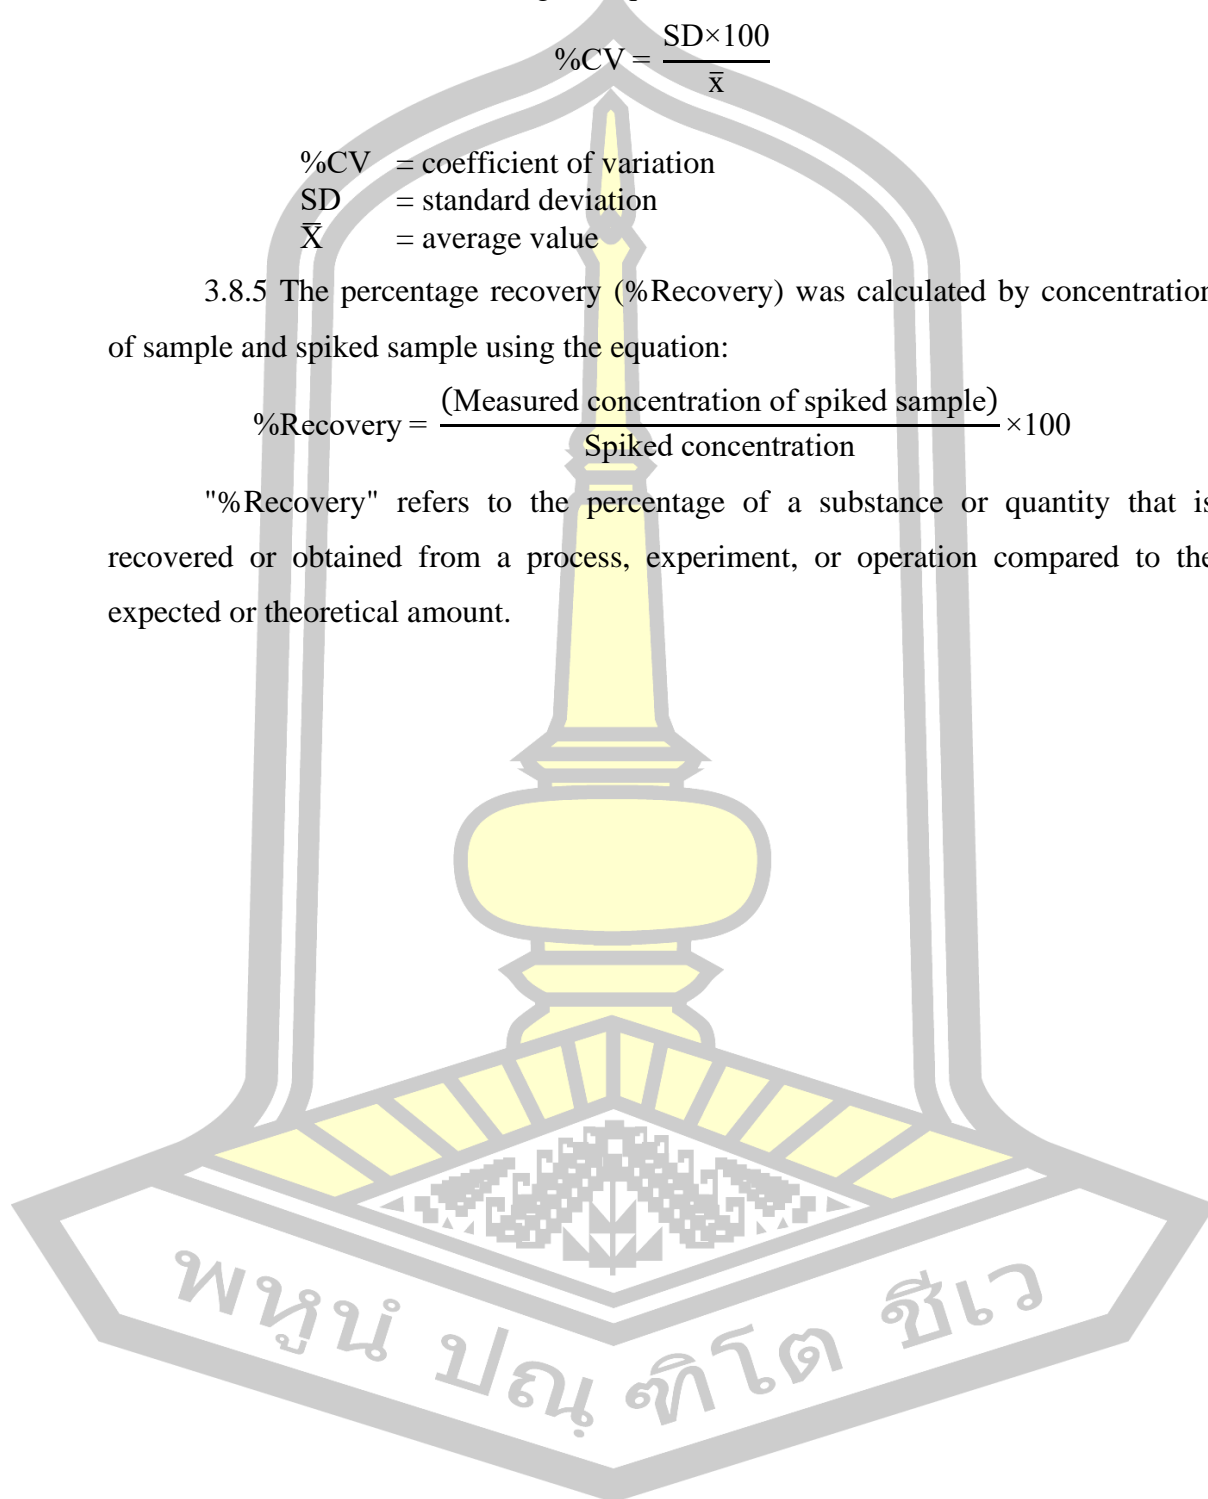 %CV = SD×100 / x̄
%CV = coefficient of variation
SD = standard deviation
X̅ = average value
3.8.5 The percentage recovery (%Recovery) was calculated by concentration
of sample and spiked sample using the equation:
%Recovery = (Measured concentration of spiked sample) / Spiked concentration ×100
"%Recovery" refers to the percentage of a substance or quantity that is
recovered or obtained from a process, experiment, or operation compared to the
expected or theoretical amount.
พหูนํ ปณฺฑิโต ชีเว